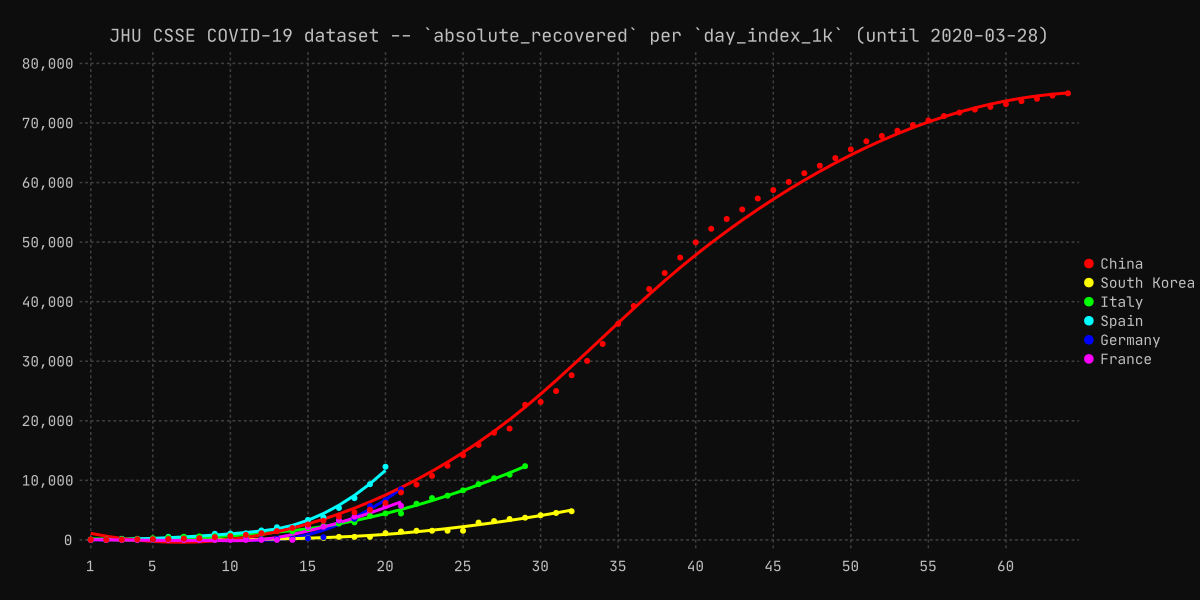 JHU CSSE COVID-19 dataset -- `absolute_recovered` per `day_index_1k` (until 2020-03-28)
80,000
70,000
60,000
50,000
40,000
30,000
20,000
10,000
0
1 5 10 15 20 25 30 35 40 45 50 55 60
China
South Korea
Italy
Spain
Germany
France